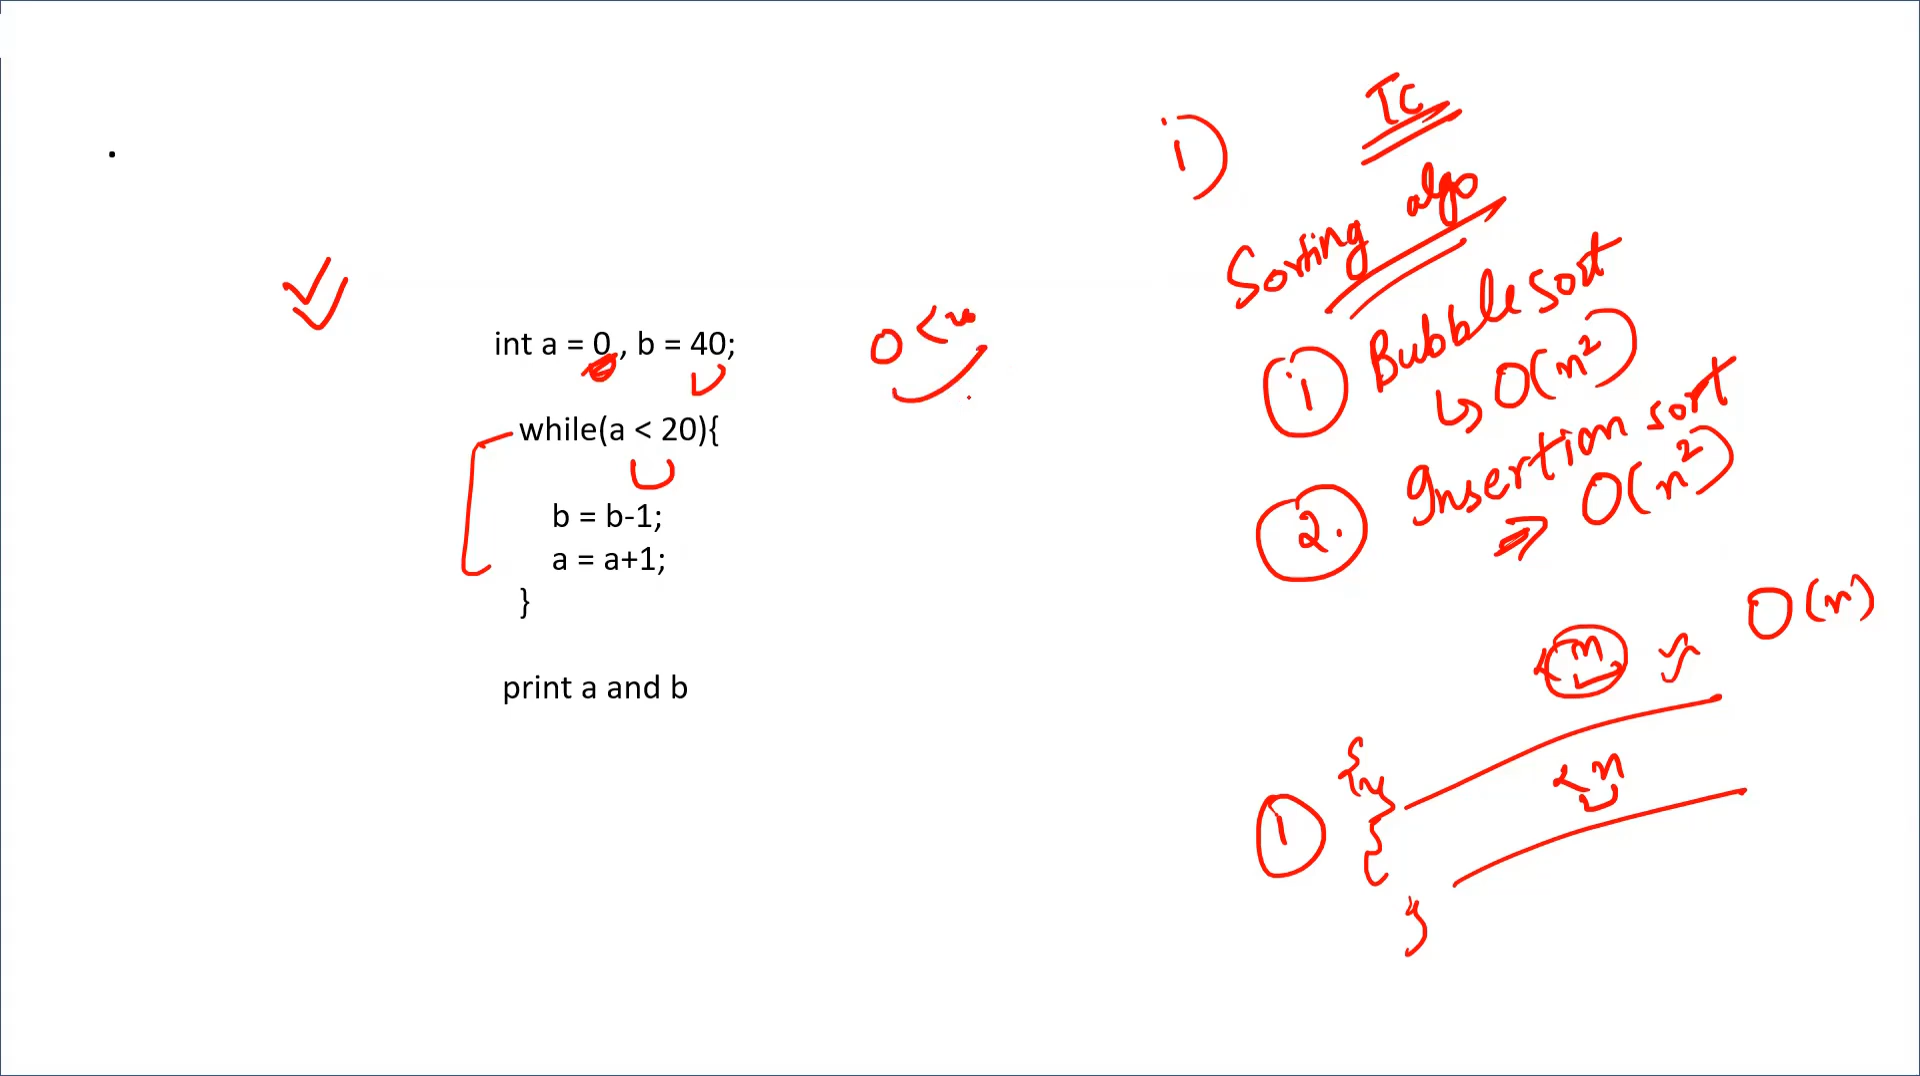 int a = 0 , b = 40;
while(a < 20){
b = b-1;
a = a+1;
}
print a and b
0 < 20
i)
TC
Sorting algo
1 Bubble sort
↳ O(n²)
2. Insertion sort
⇒ O(n²)
n
O(n)
1
< n